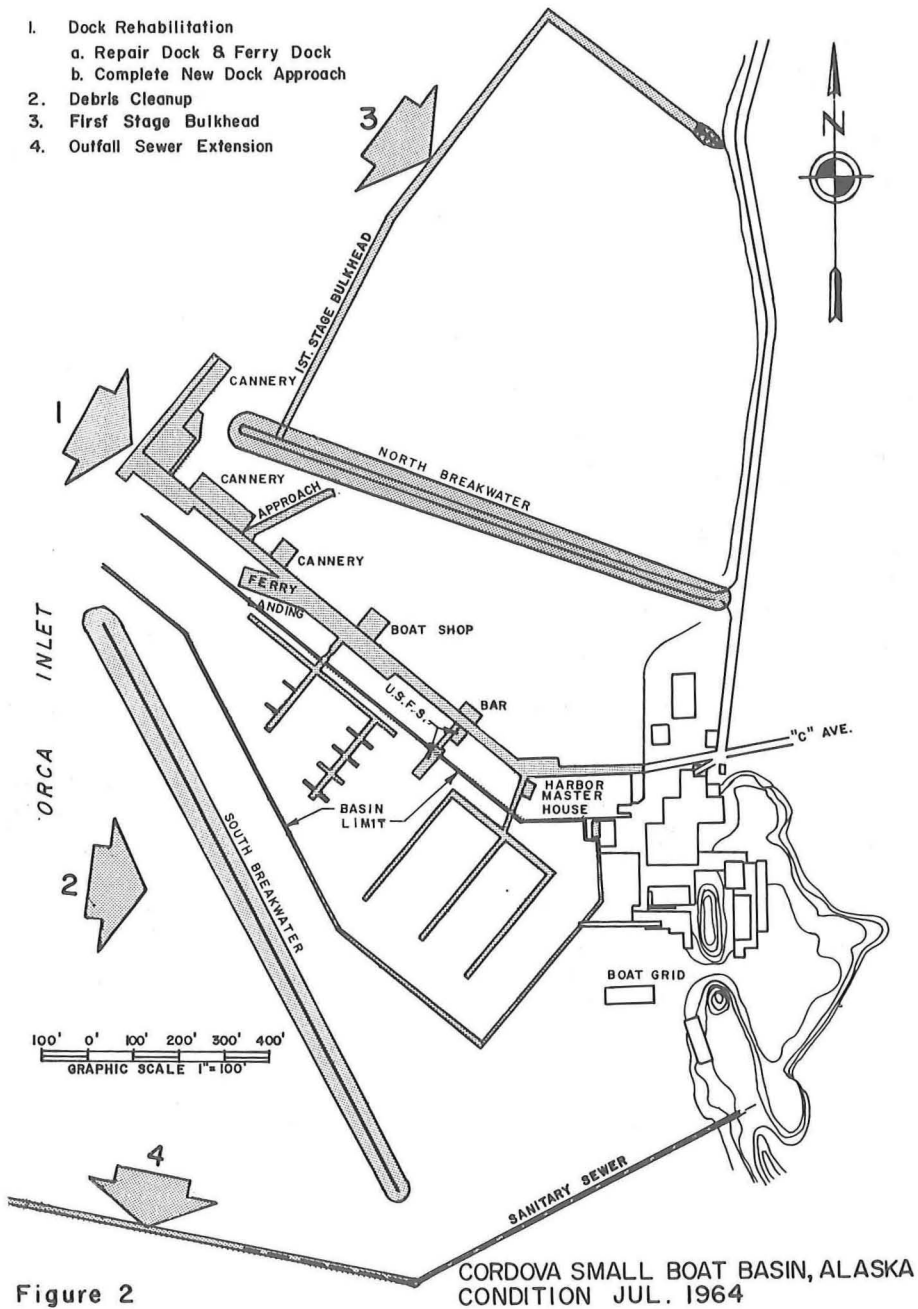 1. Dock Rehabilitation
a. Repair Dock & Ferry Dock
b. Complete New Dock Approach
2. Debris Cleanup
3. First Stage Bulkhead
4. Outfall Sewer Extension
3
N
1ST. STAGE BULKHEAD
CANNERY
1
NORTH BREAKWATER
CANNERY
APPROACH
CANNERY
FERRY
LANDING
BOAT SHOP
ORCA INLET
U.S.F.S.
BAR
"C" AVE.
HARBOR
MASTER
HOUSE
BASIN
LIMIT
SOUTH BREAKWATER
2
BOAT GRID
100' 0' 100' 200' 300' 400'
GRAPHIC SCALE 1"=100'
4
SANITARY SEWER
Figure 2
CORDOVA SMALL BOAT BASIN, ALASKA
CONDITION JUL. 1964